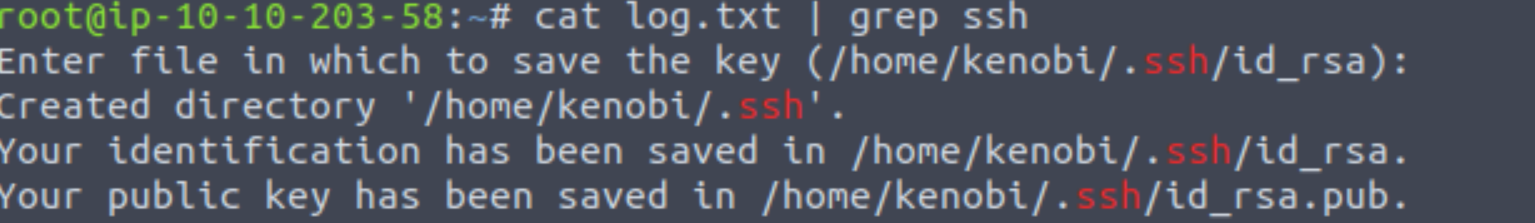 root@ip-10-10-203-58:~# cat log.txt | grep ssh
Enter file in which to save the key (/home/kenobi/.ssh/id_rsa):
Created directory '/home/kenobi/.ssh'.
Your identification has been saved in /home/kenobi/.ssh/id_rsa.
Your public key has been saved in /home/kenobi/.ssh/id_rsa.pub.